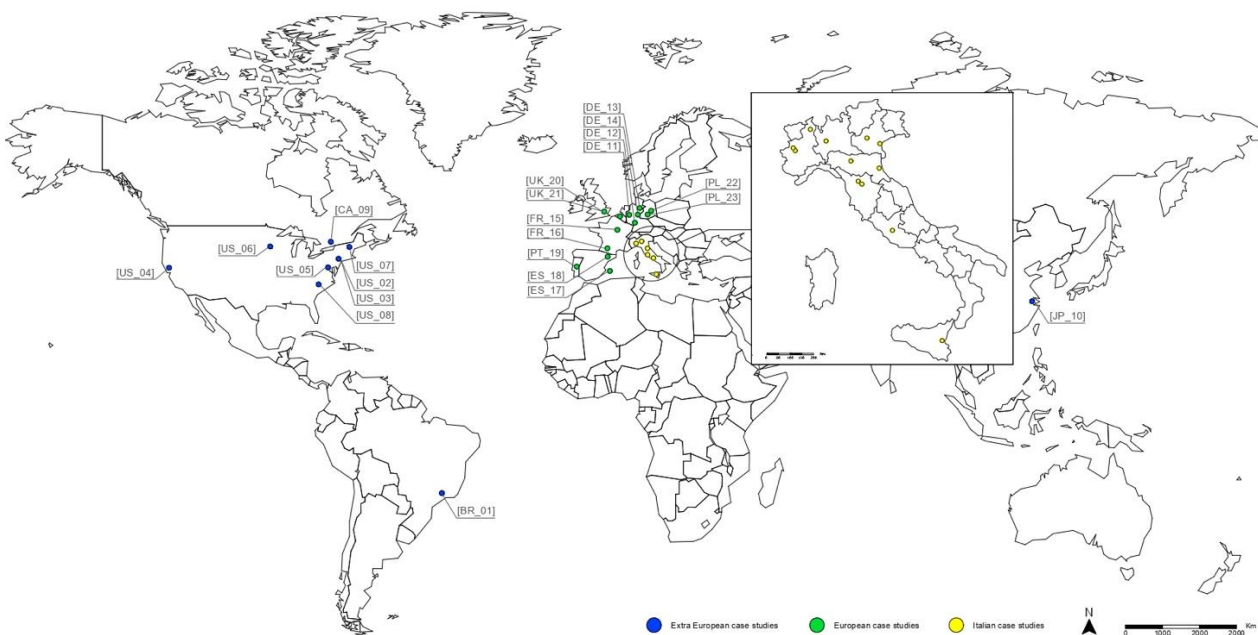 [DE_13]
[DE_14]
[DE_12]
[DE_11]
[UK_20]
[UK_21]
[PL_22]
[PL_23]
[CA_09]
[FR_15]
[FR_16]
[US_06]
[US_04]
[US_05]
[US_07]
[US_02]
[US_03]
[US_08]
[PT_19]
[ES_18]
[ES_17]
[JP_10]
[BR_01]
Extra European case studies
European case studies
Italian case studies
N
0 1000 2000 3000 Km